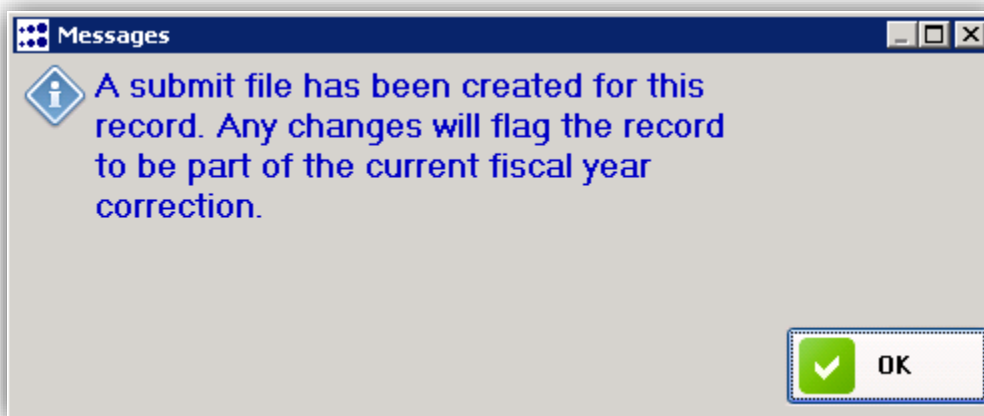 Messages
A submit file has been created for this
record. Any changes will flag the record
to be part of the current fiscal year
correction.
OK